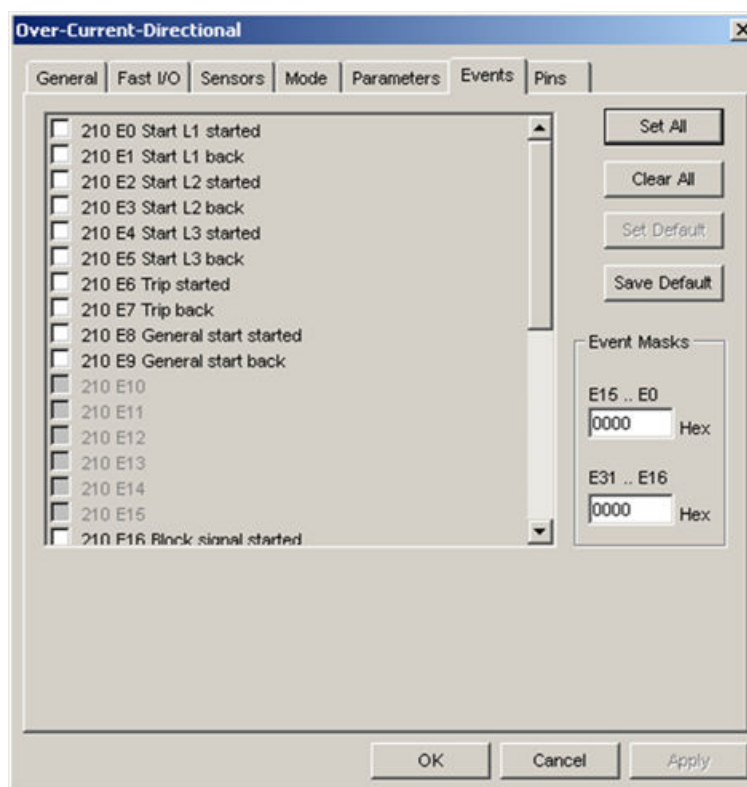 Over-Current-Directional
General Fast I/O Sensors Mode Parameters Events Pins
210 E0 Start L1 started
210 E1 Start L1 back
210 E2 Start L2 started
210 E3 Start L2 back
210 E4 Start L3 started
210 E5 Start L3 back
210 E6 Trip started
210 E7 Trip back
210 E8 General start started
210 E9 General start back
210 E10
210 E11
210 E12
210 E13
210 E14
210 E15
210 E16 Block signal started
Set All
Clear All
Set Default
Save Default
Event Masks
E15 .. E0
0000 Hex
E31 .. E16
0000 Hex
OK Cancel Apply